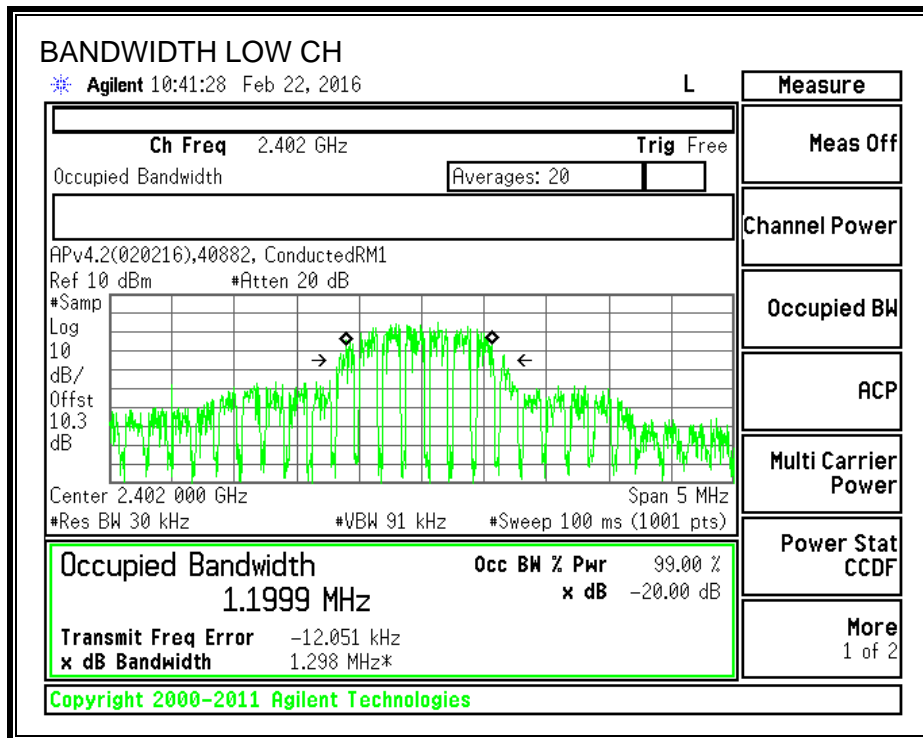 BANDWIDTH LOW CH
Agilent 10:41:28 Feb 22, 2016 L
Measure
Ch Freq 2.402 GHz Trig Free
Meas Off
Occupied Bandwidth Averages: 20
Channel Power
APv4.2(020216),40882, ConductedRM1
Ref 10 dBm #Atten 20 dB
#Samp
Log
10
dB/
Offst
10.3
dB
Occupied BW
ACP
Multi Carrier
Power
Center 2.402 000 GHz Span 5 MHz
#Res BW 30 kHz #VBW 91 kHz #Sweep 100 ms (1001 pts)
Power Stat
CCDF
Occupied Bandwidth Occ BW % Pwr 99.00 %
1.1999 MHz x dB -20.00 dB
Transmit Freq Error -12.051 kHz
x dB Bandwidth 1.298 MHz*
More
1 of 2
Copyright 2000-2011 Agilent Technologies